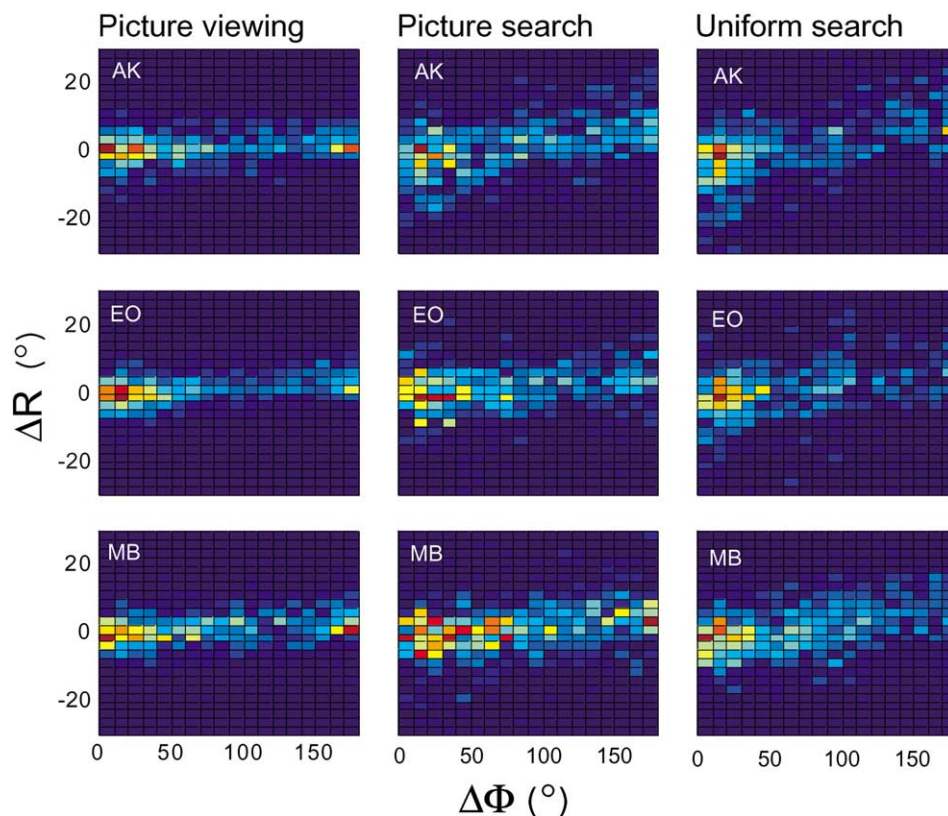 Picture viewing Picture search Uniform search
AK AK AK
20
0
-20
EO EO EO
20
0
-20
MB MB MB
20
0
-20
ΔR (°)
0 50 100 150 0 50 100 150 0 50 100 150
ΔΦ (°)